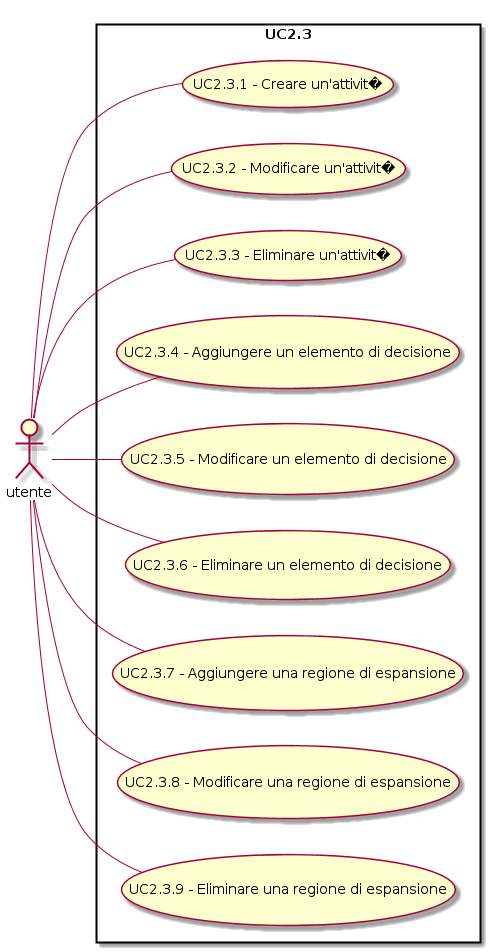 UC2.3
UC2.3.1 - Creare un'attivit�
UC2.3.2 - Modificare un'attivit�
UC2.3.3 - Eliminare un'attivit�
UC2.3.4 - Aggiungere un elemento di decisione
UC2.3.5 - Modificare un elemento di decisione
utente
UC2.3.6 - Eliminare un elemento di decisione
UC2.3.7 - Aggiungere una regione di espansione
UC2.3.8 - Modificare una regione di espansione
UC2.3.9 - Eliminare una regione di espansione